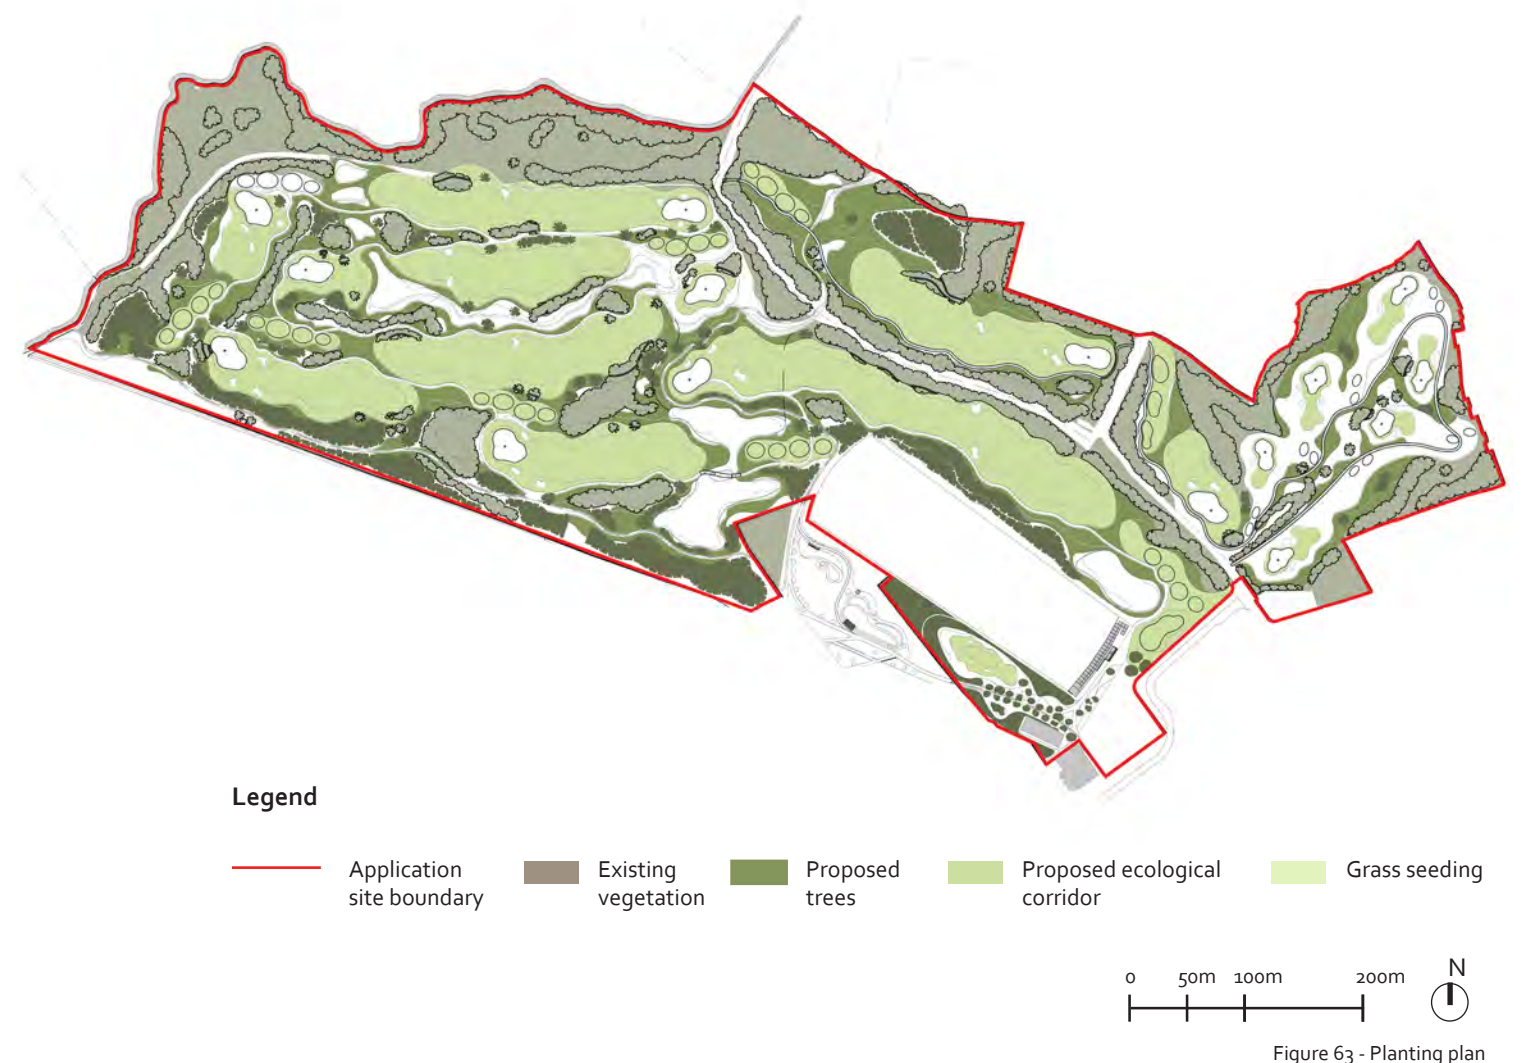 Legend
Application
site boundary
Existing
vegetation
Proposed
trees
Proposed ecological
corridor
Grass seeding
0 50m 100m 200m
N
Figure 63 - Planting plan